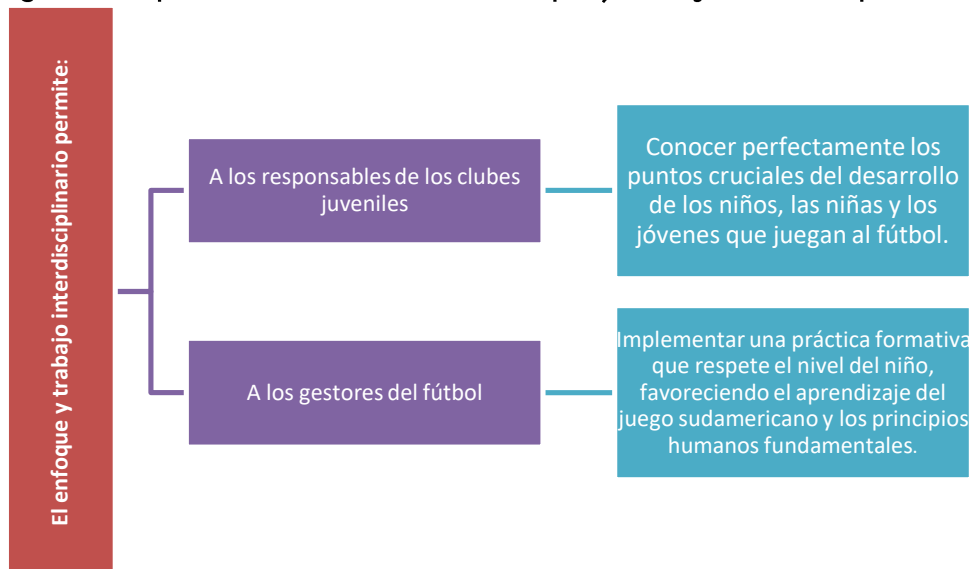 El enfoque y trabajo interdisciplinario permite:
A los responsables de los clubes
juveniles
Conocer perfectamente los
puntos cruciales del desarrollo
de los niños, las niñas y los
jóvenes que juegan al fútbol.
A los gestores del fútbol
Implementar una práctica formativa
que respete el nivel del niño,
favoreciendo el aprendizaje del
juego sudamericano y los principios
humanos fundamentales.